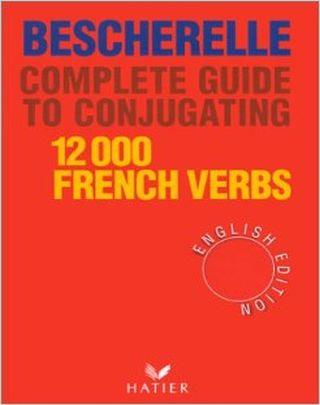 BESCHERELLE
COMPLETE GUIDE
TO CONJUGATING
12 000
FRENCH VERBS
ENGLISH EDITION
HATIER